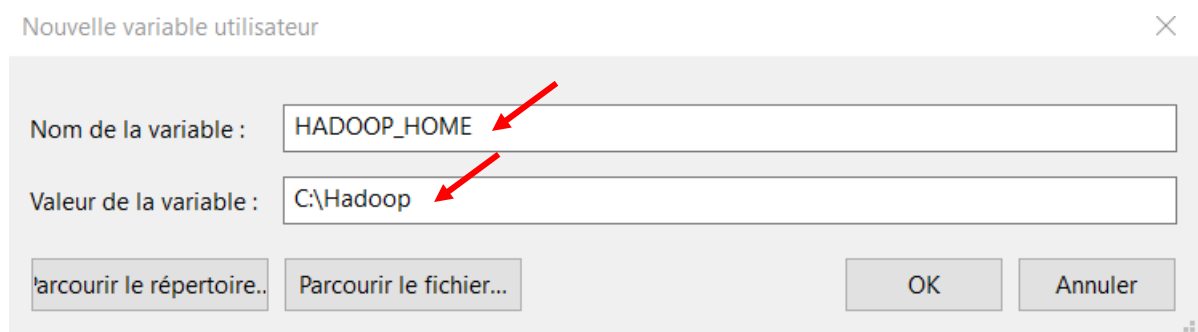 Nouvelle variable utilisateur
Nom de la variable : HADOOP_HOME
Valeur de la variable : C:\Hadoop
Parcourir le répertoire.. Parcourir le fichier... OK Annuler